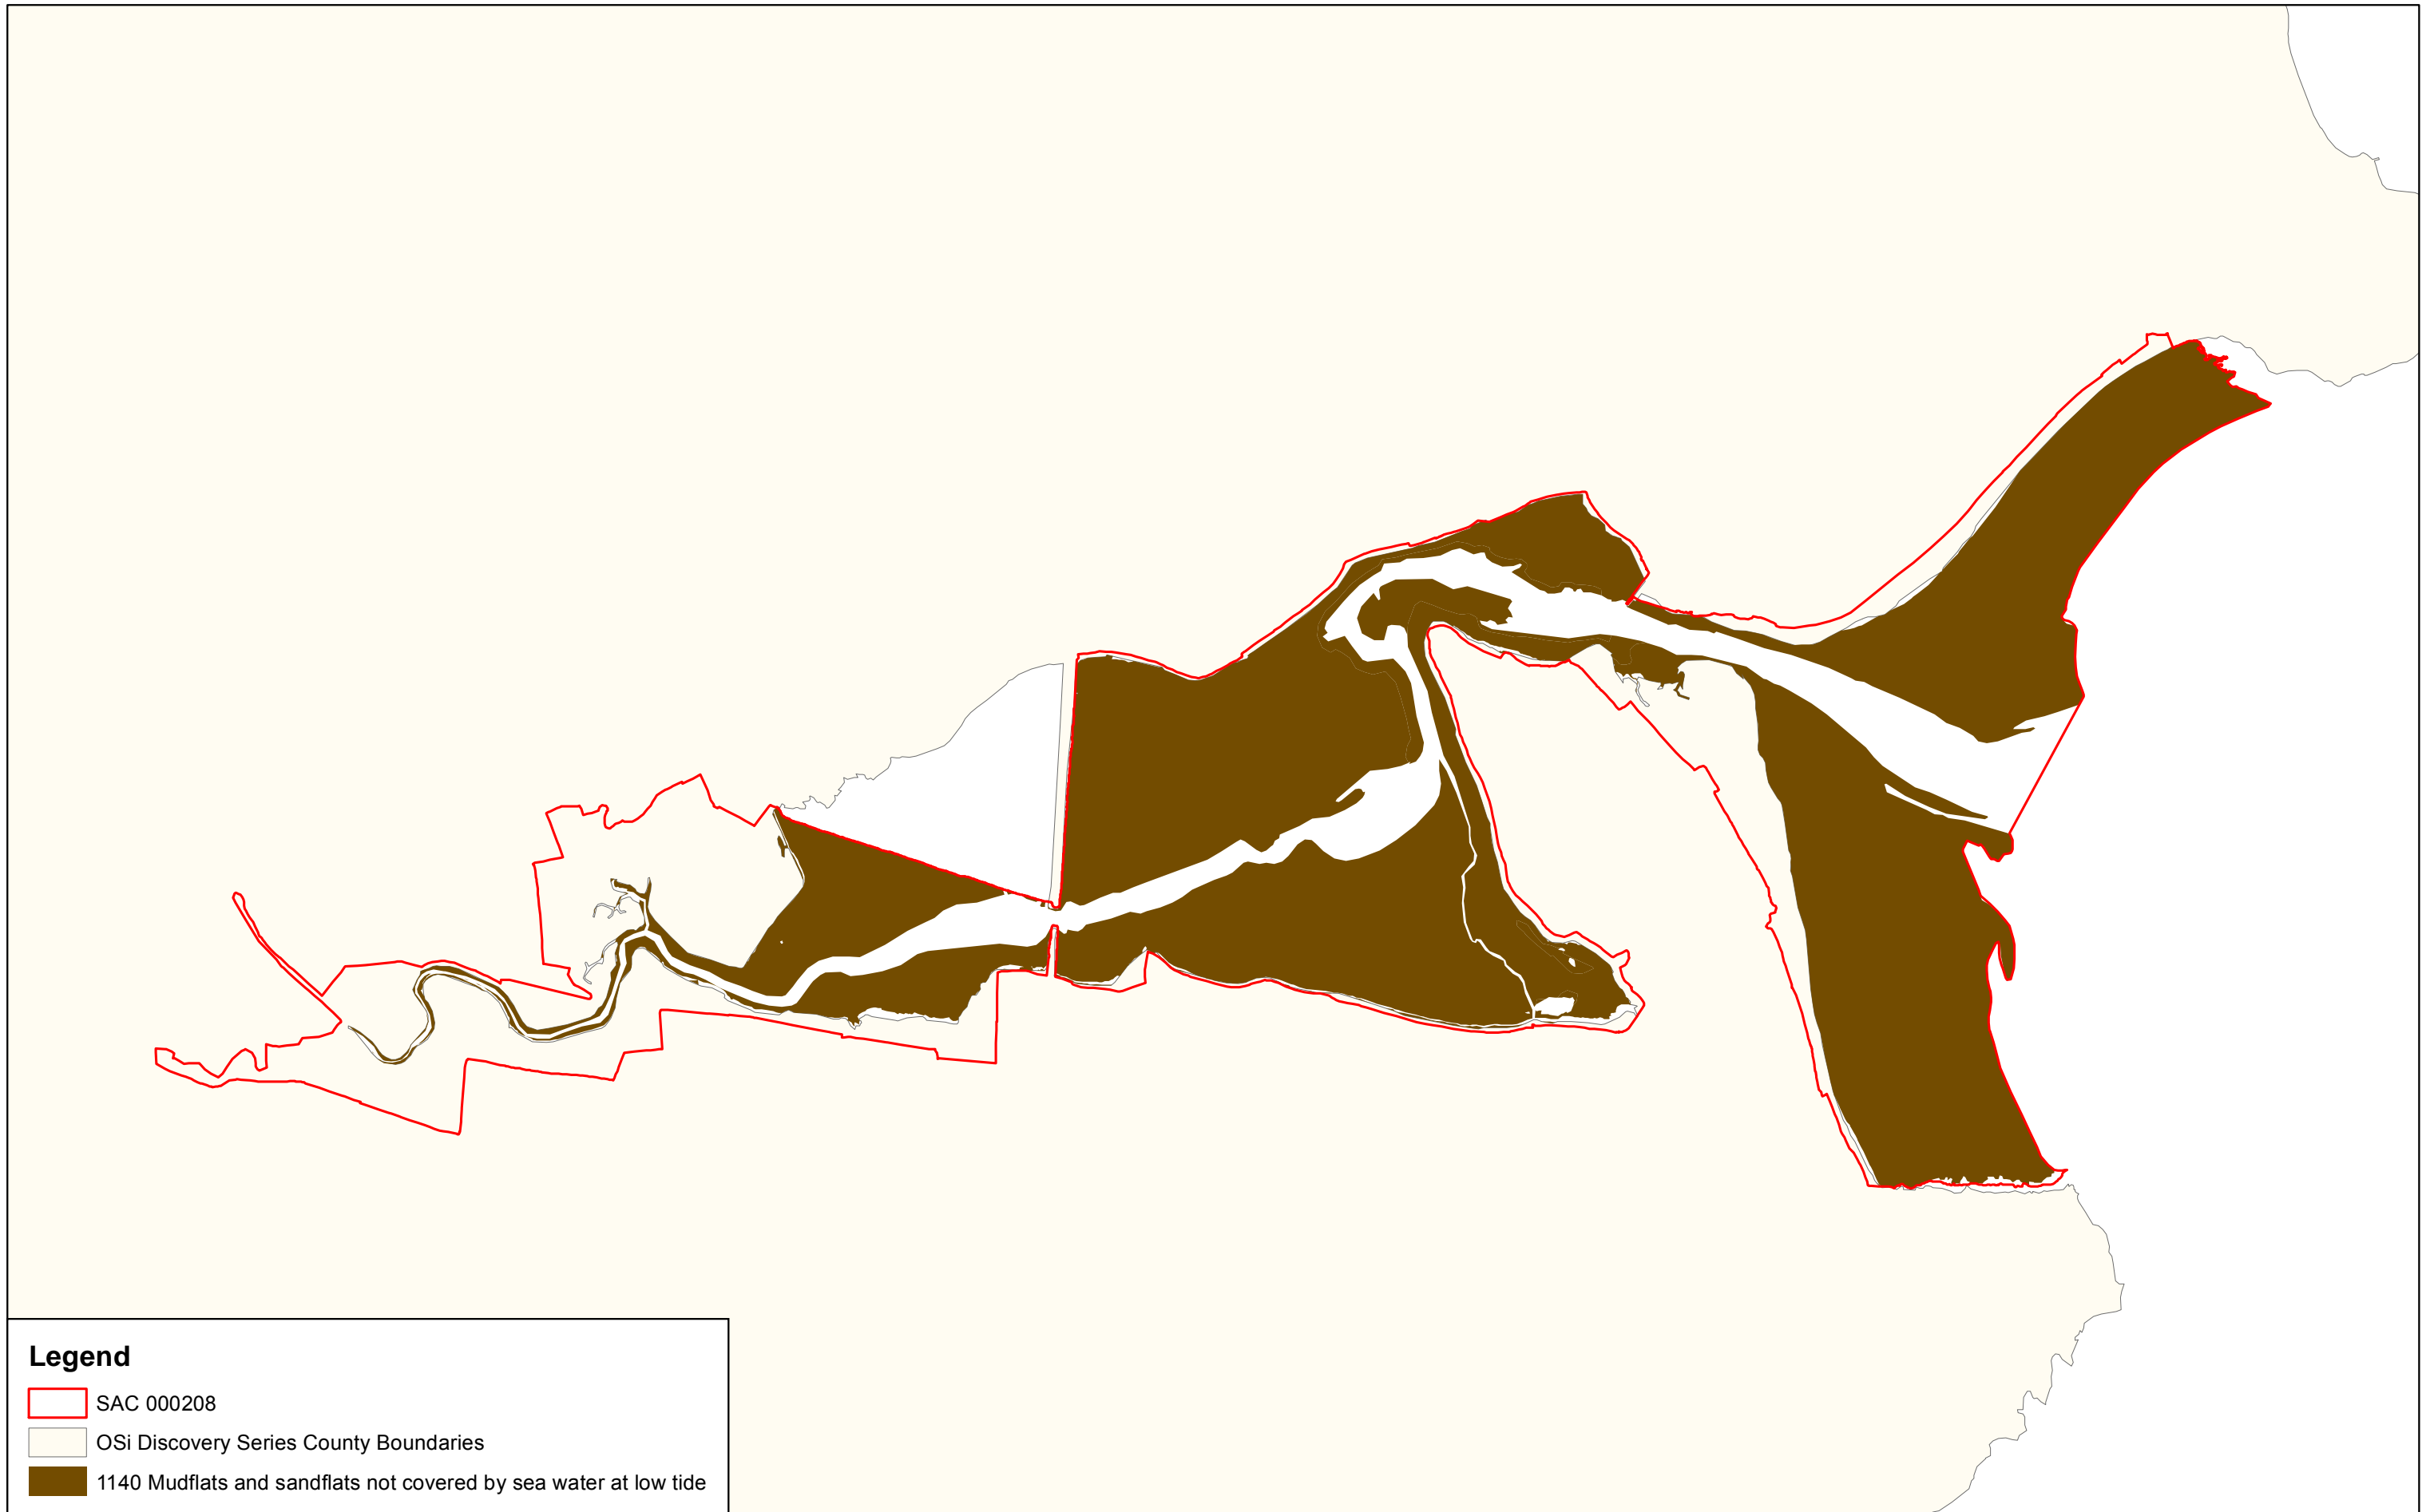 Legend
SAC 000208
OSi Discovery Series County Boundaries
1140 Mudflats and sandflats not covered by sea water at low tide